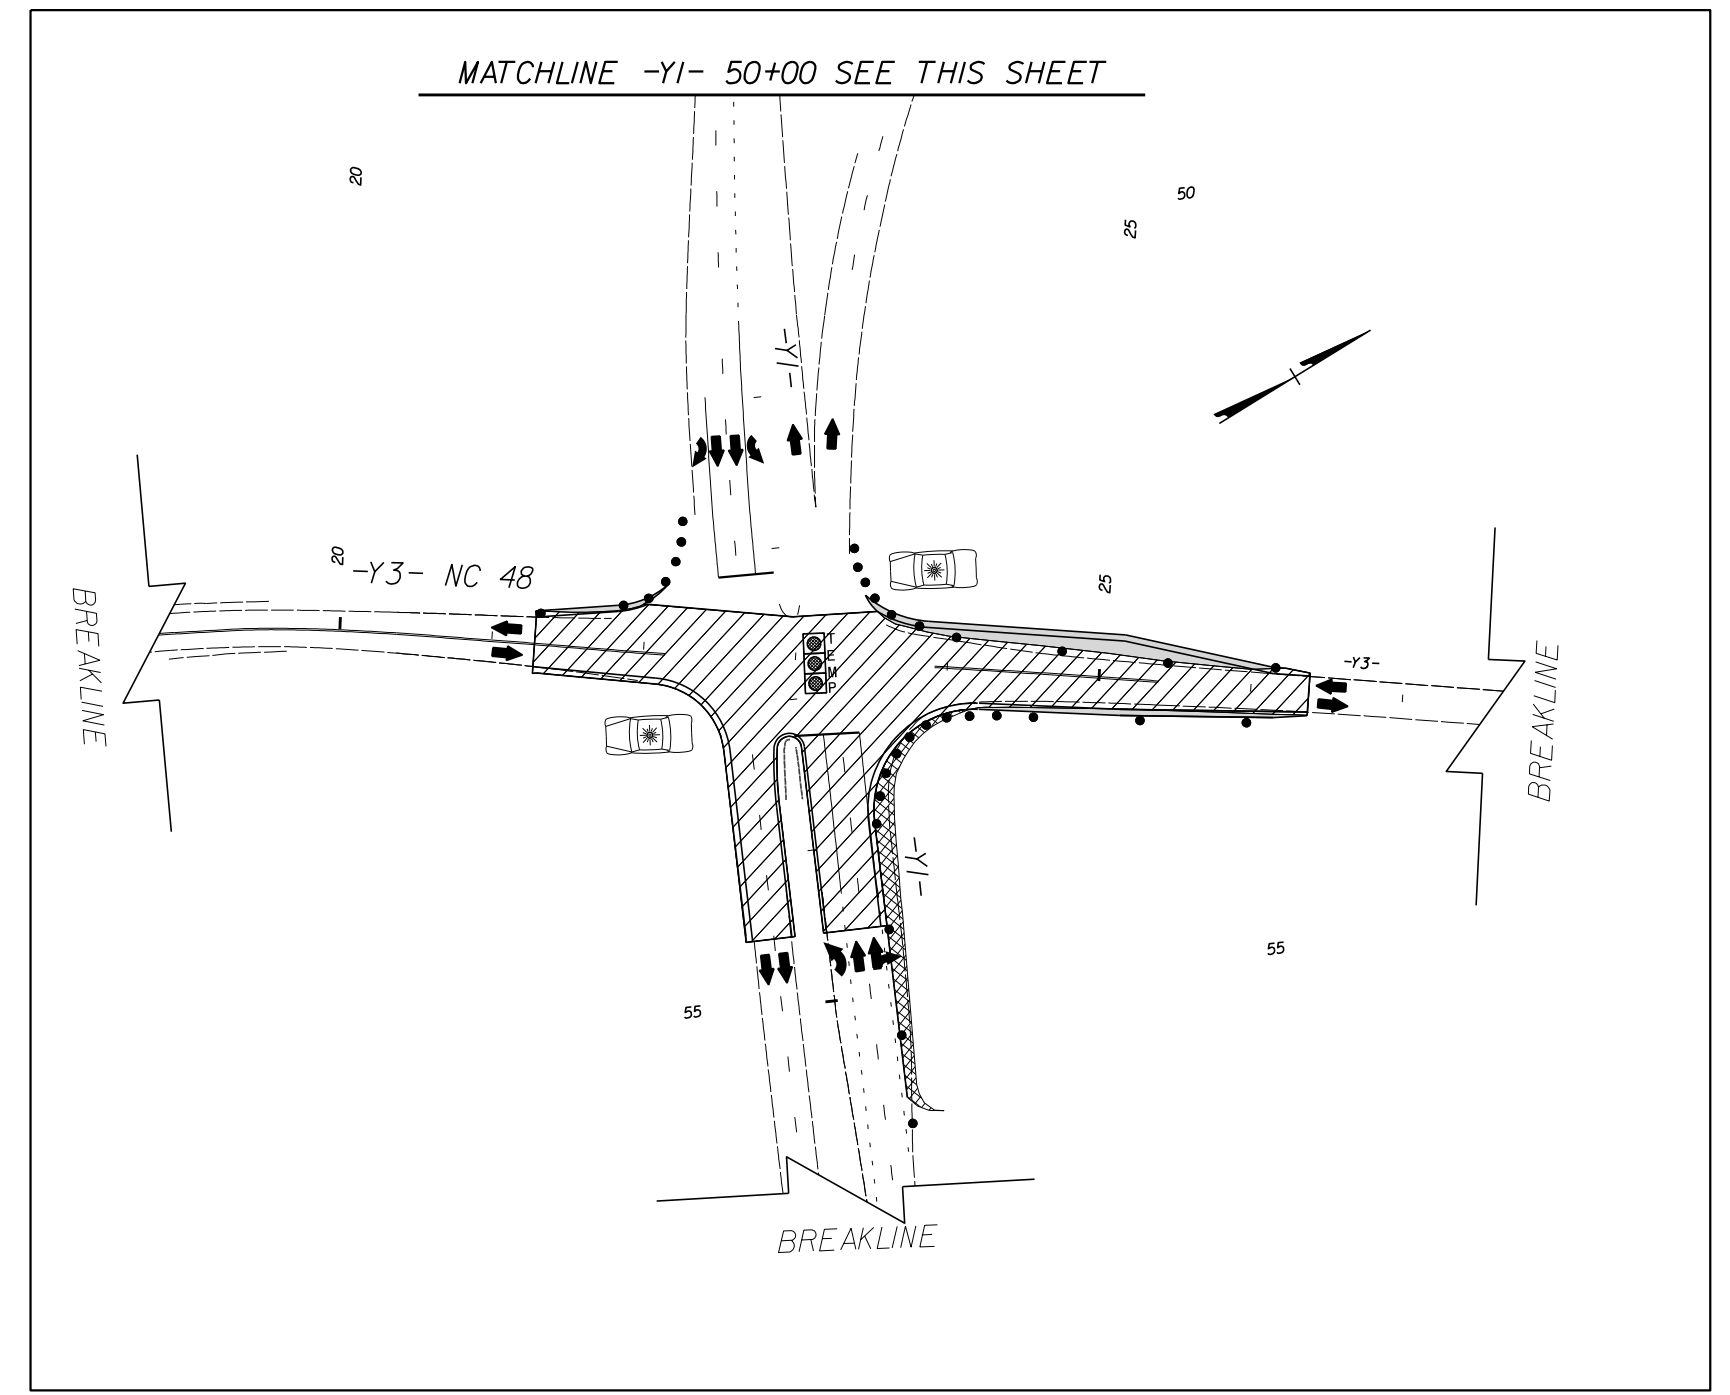 MATCHLINE -Y1- 50+00 SEE THIS SHEET
20
50
25
-Y1-
20
-Y3- NC 48
25
BREAKLINE
TEMP
-Y3-
BREAKLINE
-Y1-
55
55
BREAKLINE